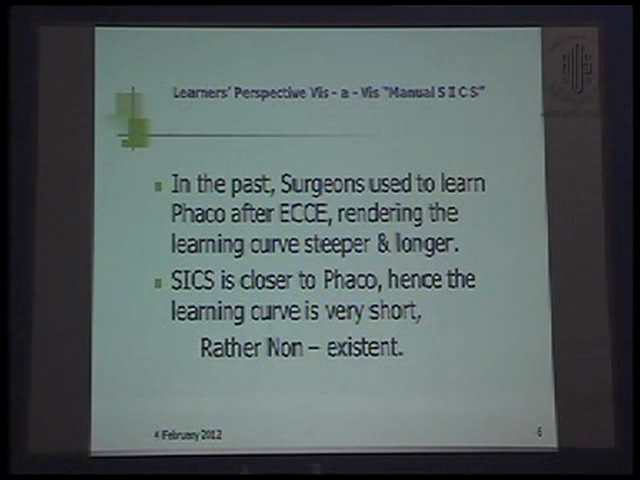 Learners' Perspective Vis - a - Vis "Manual S I C S"
In the past, Surgeons used to learn
Phaco after ECCE, rendering the
learning curve steeper & longer.
SICS is closer to Phaco, hence the
learning curve is very short,
Rather Non – existent.
4 February 2012
6